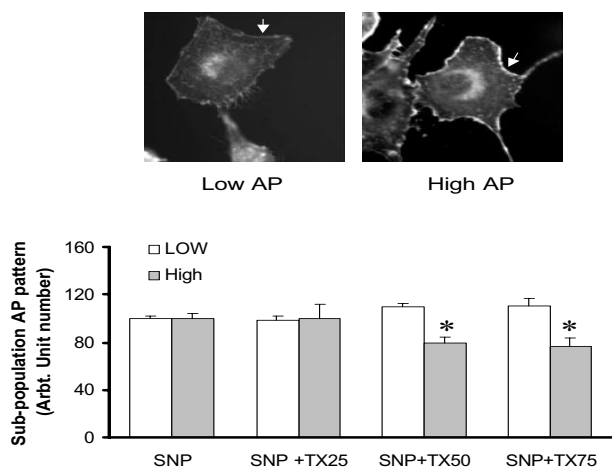 Low AP
High AP
Sub-population AP pattern
(Arbt. Unit number)
160
120
80
40
0
LOW
High
*
*
SNP
SNP +TX25
SNP+TX50
SNP+TX75